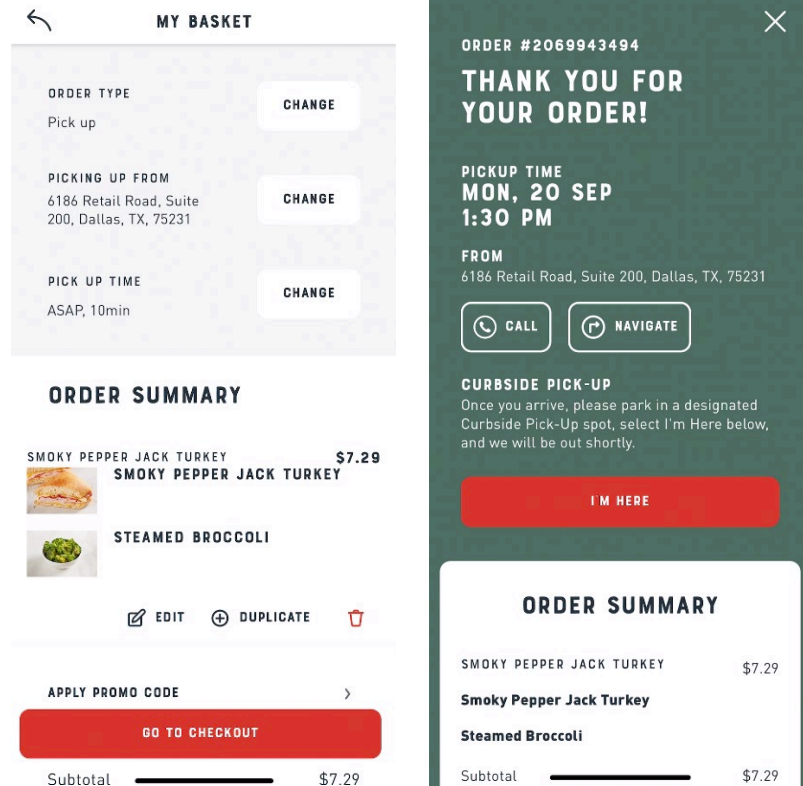 MY BASKET
ORDER TYPE
Pick up
CHANGE
PICKING UP FROM
6186 Retail Road, Suite
200, Dallas, TX, 75231
CHANGE
PICK UP TIME
ASAP, 10min
CHANGE
ORDER SUMMARY
SMOKY PEPPER JACK TURKEY $7.29
SMOKY PEPPER JACK TURKEY
STEAMED BROCCOLI
EDIT DUPLICATE
APPLY PROMO CODE
GO TO CHECKOUT
Subtotal $7.29
ORDER #2069943494
THANK YOU FOR
YOUR ORDER!
PICKUP TIME
MON, 20 SEP
1:30 PM
FROM
6186 Retail Road, Suite 200, Dallas, TX, 75231
CALL NAVIGATE
CURBSIDE PICK-UP
Once you arrive, please park in a designated
Curbside Pick-Up spot, select I'm Here below,
and we will be out shortly.
I'M HERE
ORDER SUMMARY
SMOKY PEPPER JACK TURKEY $7.29
Smoky Pepper Jack Turkey
Steamed Broccoli
Subtotal $7.29